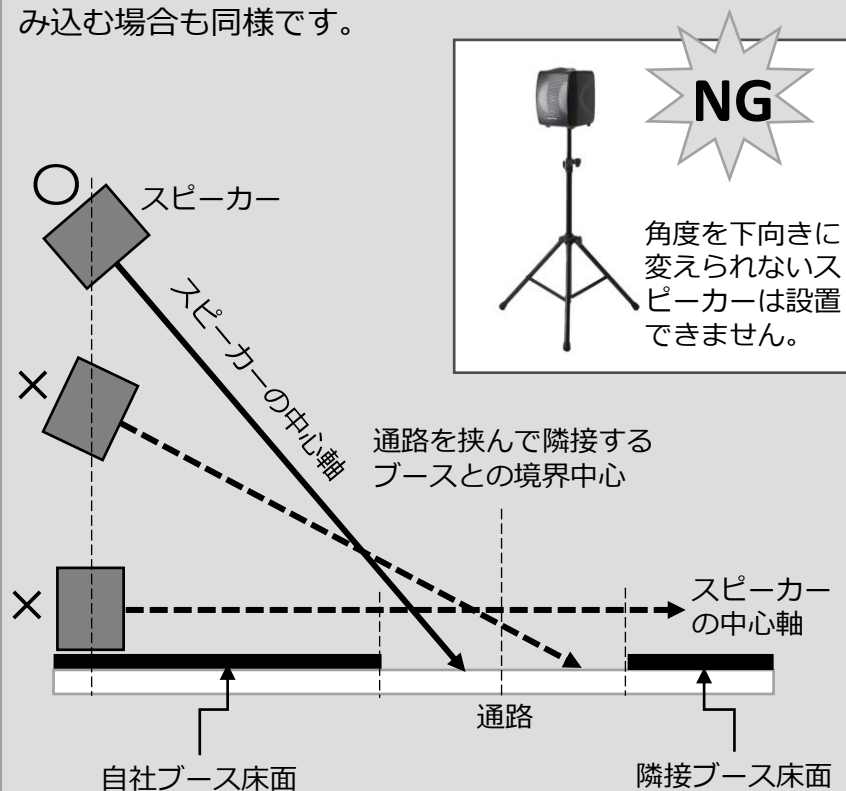 み込む場合も同様です。
NG
角度を下向きに
変えられないス
ピーカーは設置
できません。
○
スピーカー
スピーカーの中心軸
×
通路を挟んで隣接する
ブースとの境界中心
×
スピーカー
の中心軸
通路
自社ブース床面
隣接ブース床面